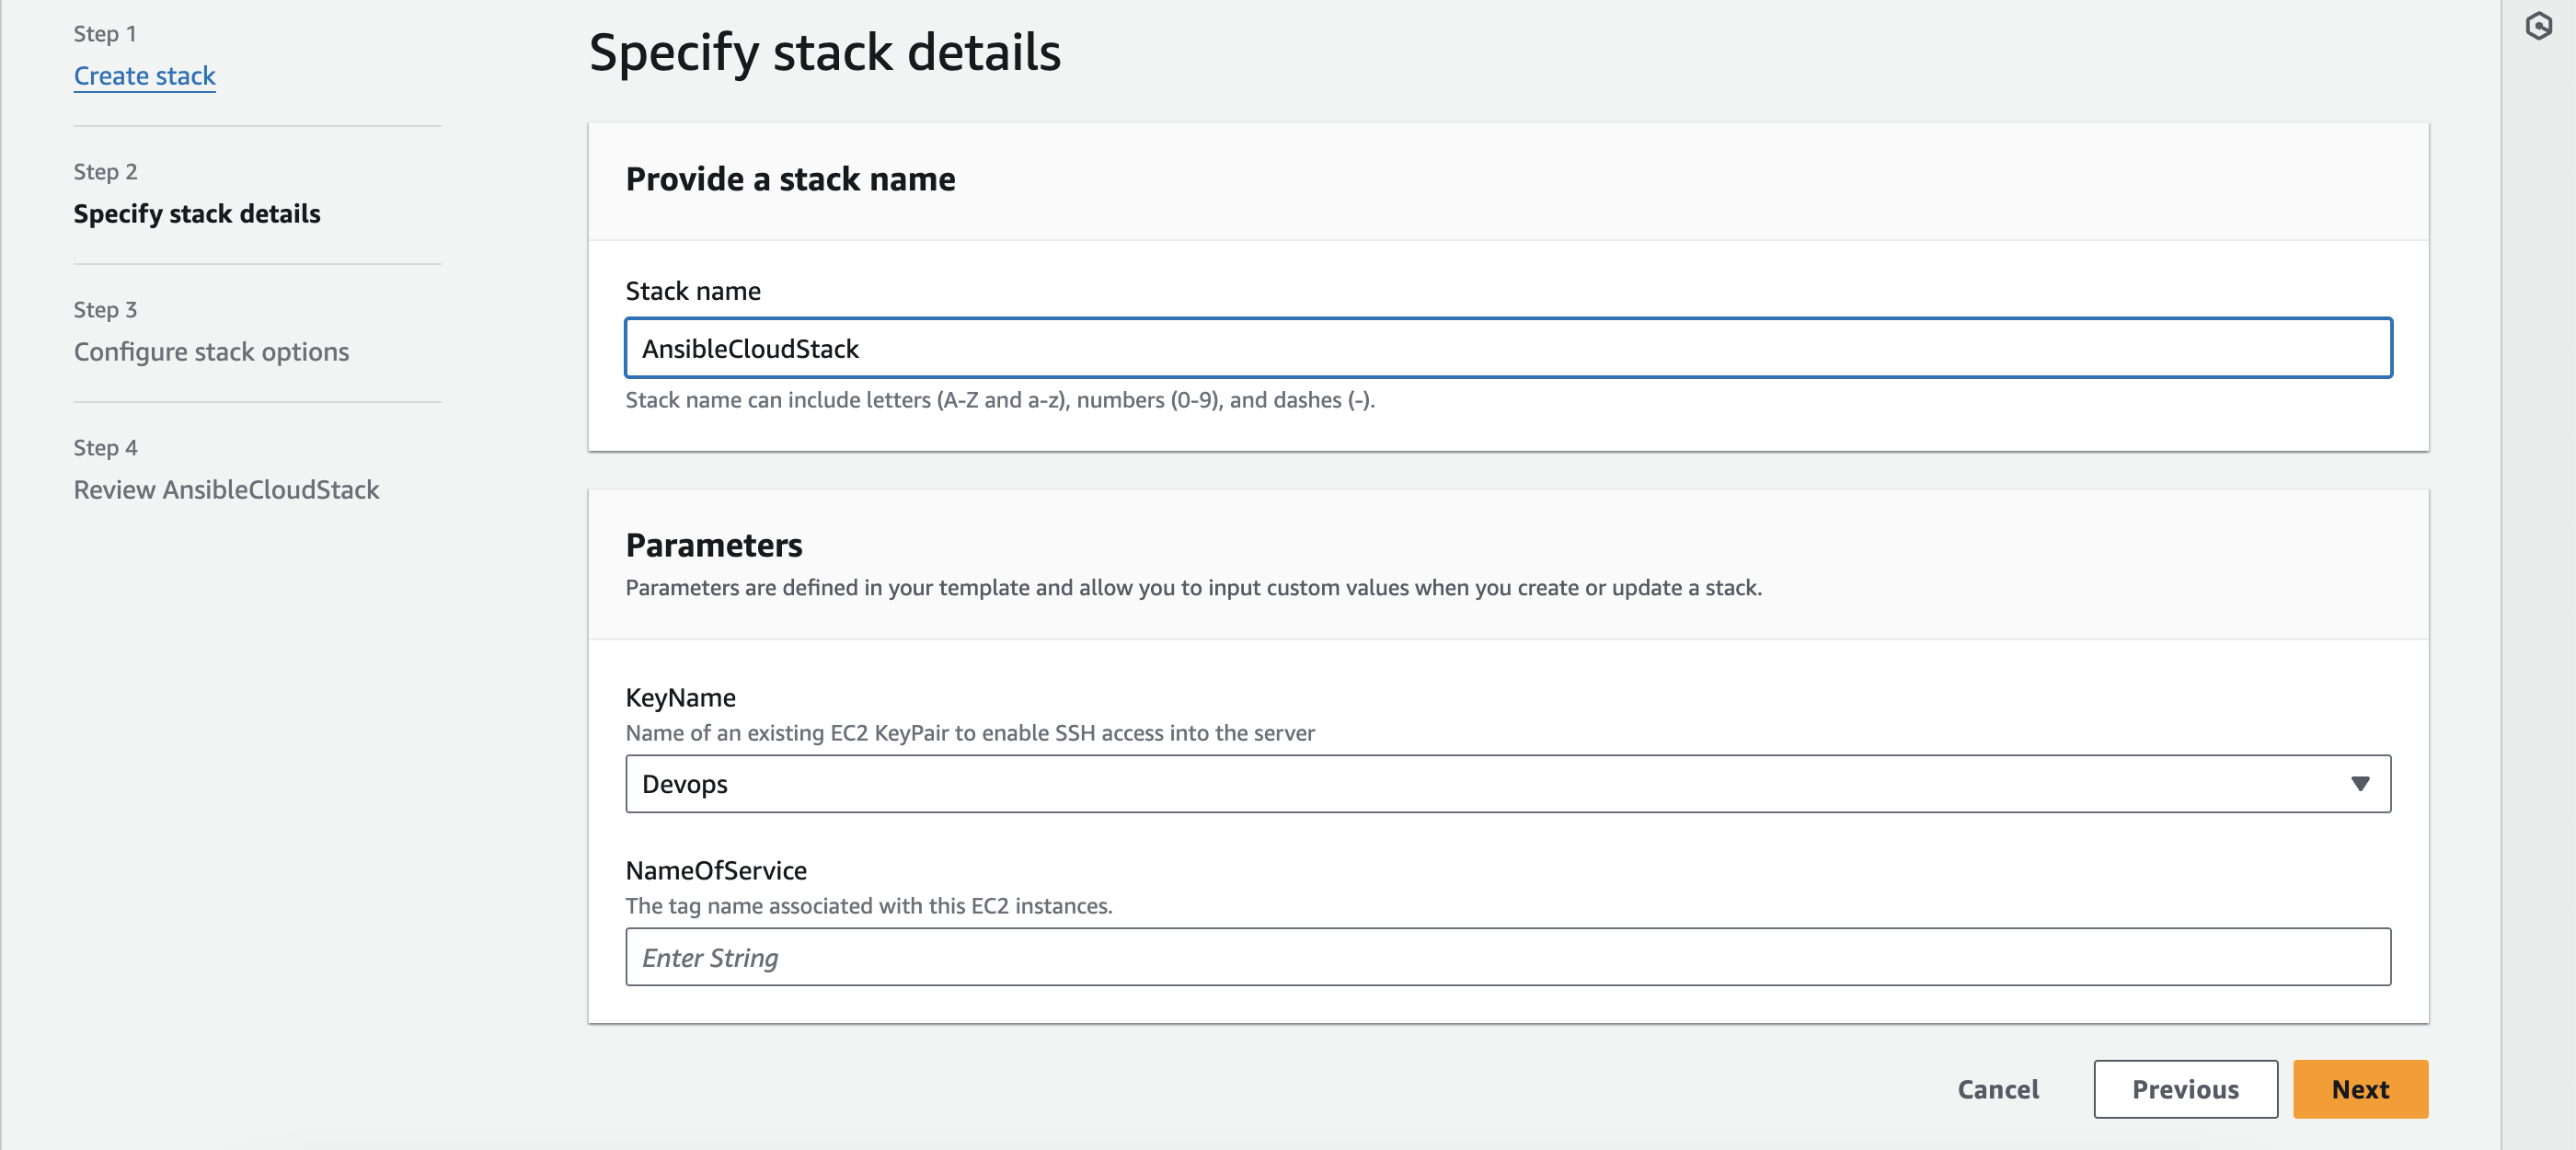 Step 1
Create stack
Step 2
Specify stack details
Step 3
Configure stack options
Step 4
Review AnsibleCloudStack
Specify stack details
Provide a stack name
Stack name
AnsibleCloudStack
Stack name can include letters (A-Z and a-z), numbers (0-9), and dashes (-).
Parameters
Parameters are defined in your template and allow you to input custom values when you create or update a stack.
KeyName
Name of an existing EC2 KeyPair to enable SSH access into the server
Devops
NameOfService
The tag name associated with this EC2 instances.
Enter String
Cancel
Previous
Next